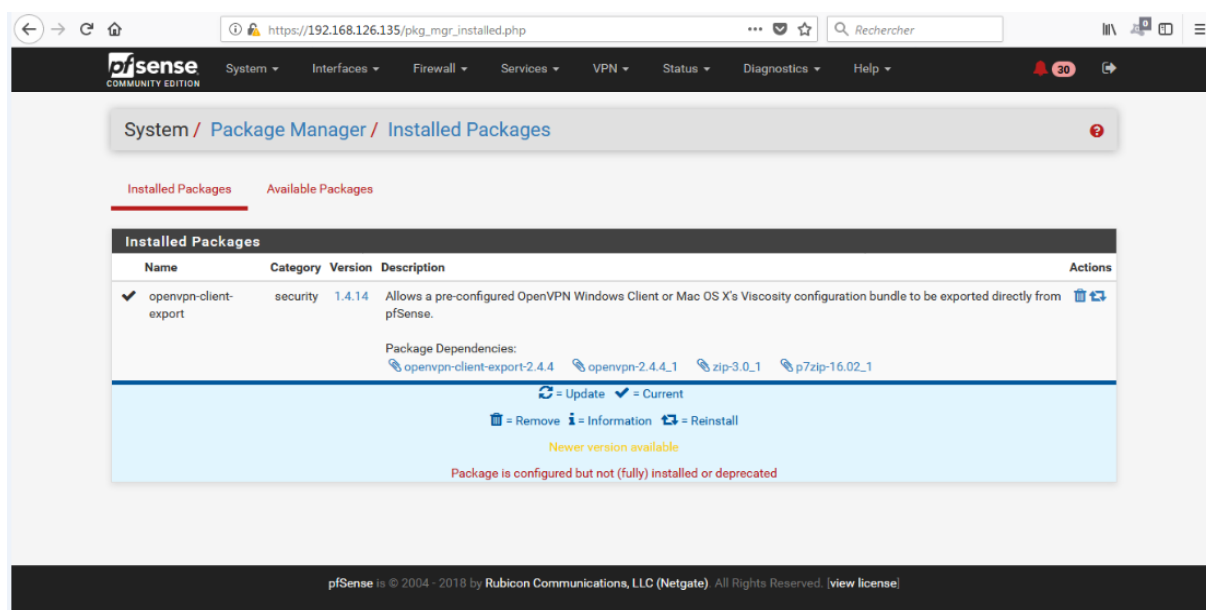 https://192.168.126.135/pkg_mgr_installed.php
Rechercher
0
pfsense
COMMUNITY EDITION
System Interfaces Firewall Services VPN Status Diagnostics Help 30
System / Package Manager / Installed Packages
Installed Packages Available Packages
Installed Packages
Name Category Version Description Actions
openvpn-client- security 1.4.14 Allows a pre-configured OpenVPN Windows Client or Mac OS X's Viscosity configuration bundle to be exported directly from
export pfSense.
Package Dependencies:
openvpn-client-export-2.4.4 openvpn-2.4.4_1 zip-3.0_1 p7zip-16.02_1
= Update = Current
= Remove = Information = Reinstall
Newer version available
Package is configured but not (fully) installed or deprecated
pfSense is © 2004 - 2018 by Rubicon Communications, LLC (Netgate). All Rights Reserved. [view license]